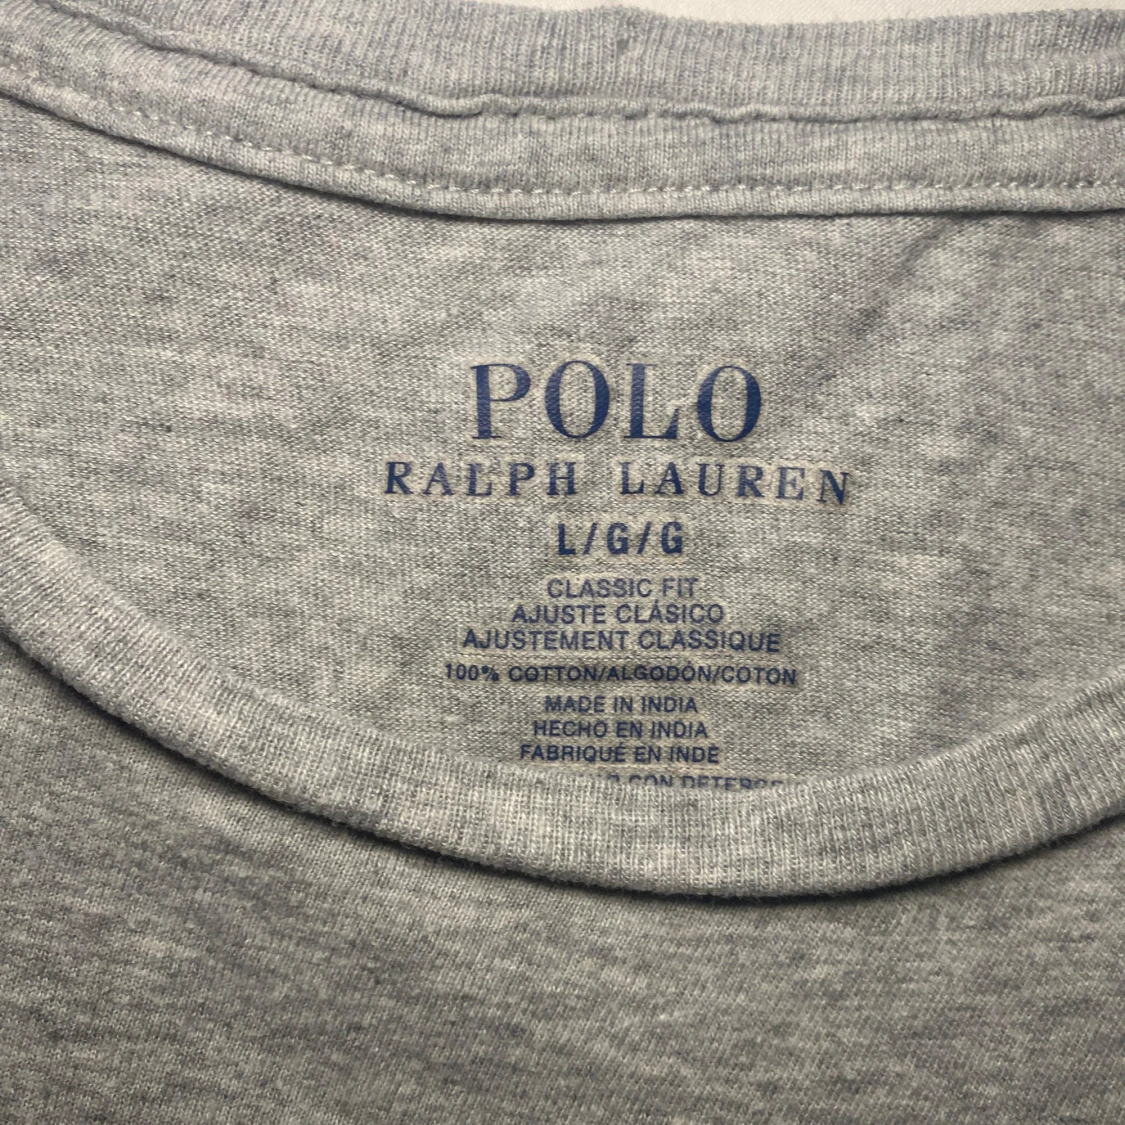 POLO
RALPH LAUREN
L/G/G
CLASSIC FIT
AJUSTE CLÁSICO
AJUSTEMENT CLASSIQUE
100% COTTON/ALGODÓN/COTON
MADE IN INDIA
HECHO EN INDIA
FABRIQUÉ EN INDE
CON